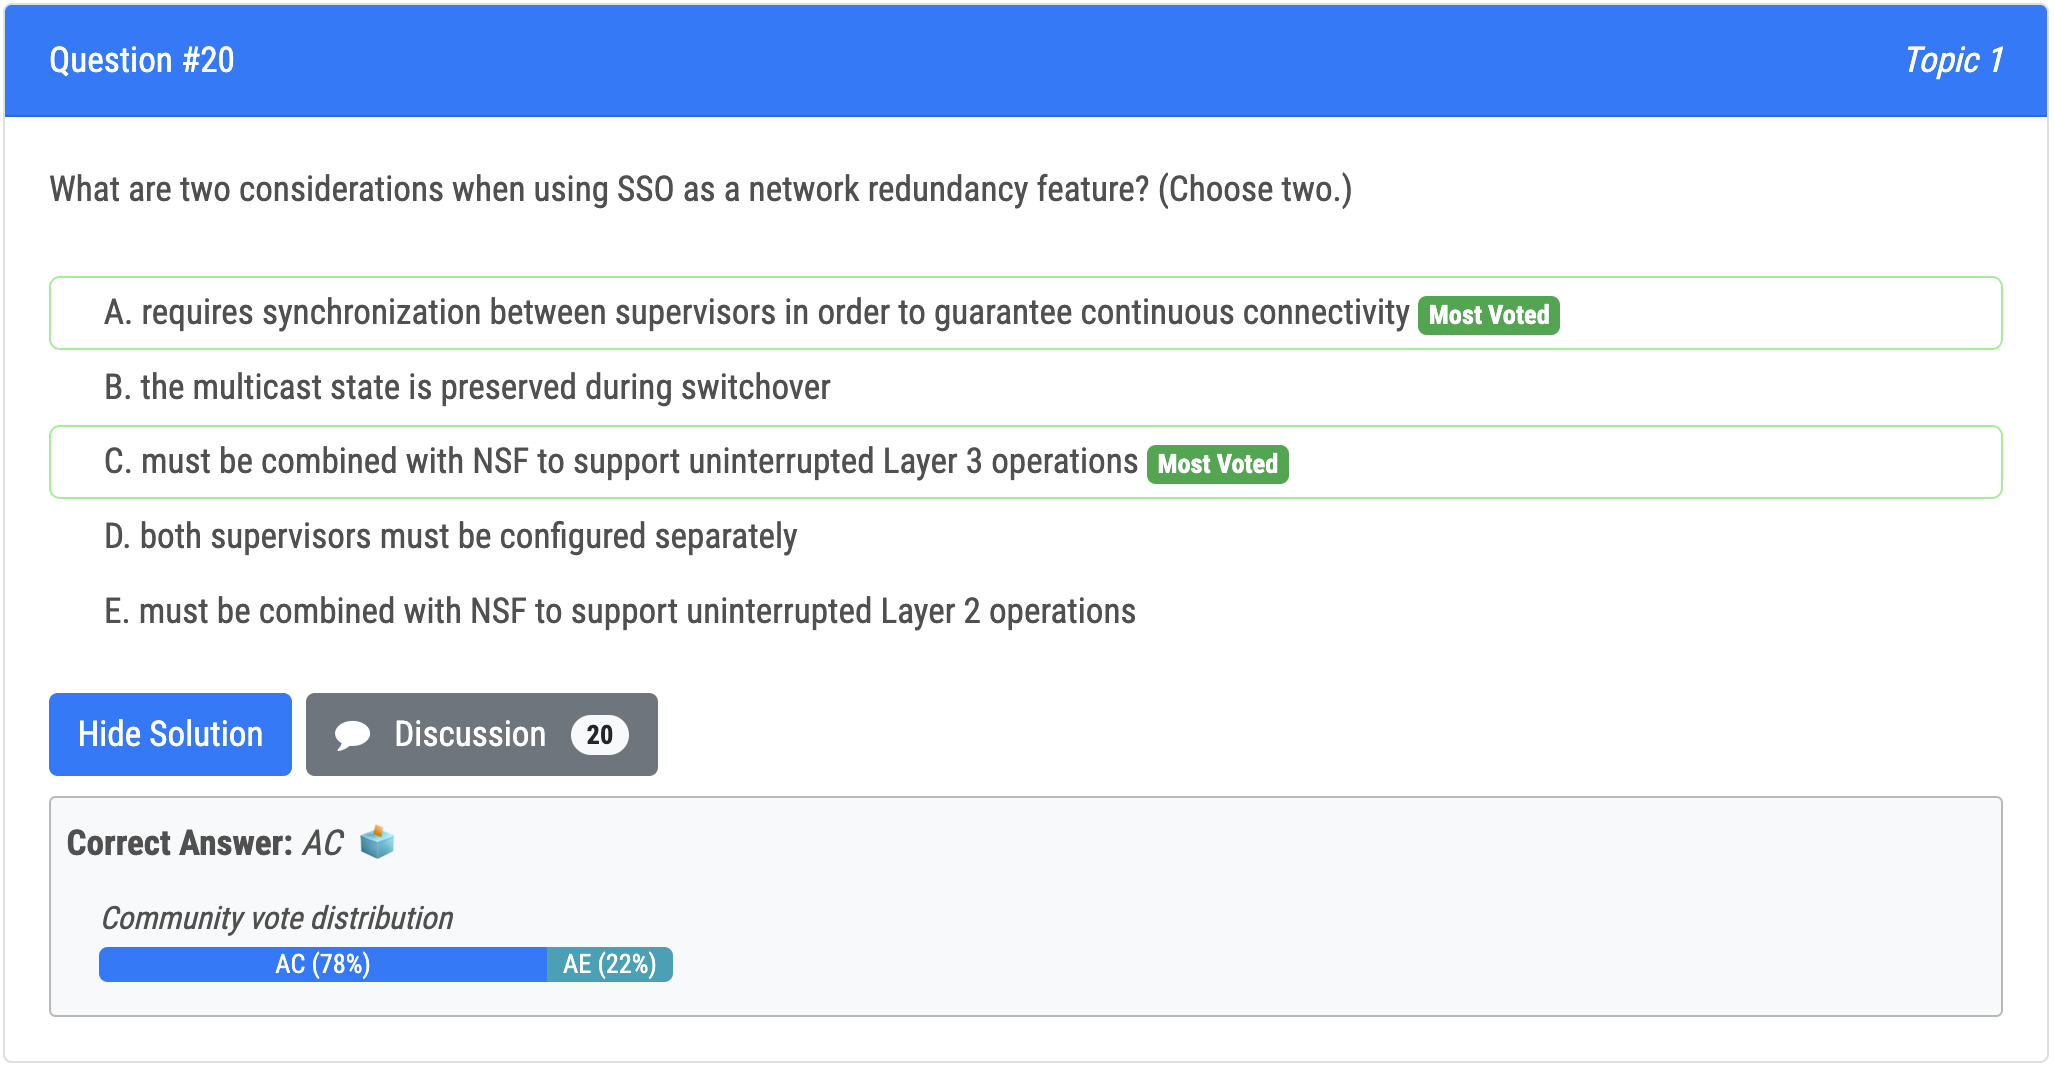 Question #20
Topic 1
What are two considerations when using SSO as a network redundancy feature? (Choose two.)
A. requires synchronization between supervisors in order to guarantee continuous connectivity Most Voted
B. the multicast state is preserved during switchover
C. must be combined with NSF to support uninterrupted Layer 3 operations Most Voted
D. both supervisors must be configured separately
E. must be combined with NSF to support uninterrupted Layer 2 operations
Hide Solution
Discussion 20
Correct Answer: AC
Community vote distribution
AC (78%) AE (22%)